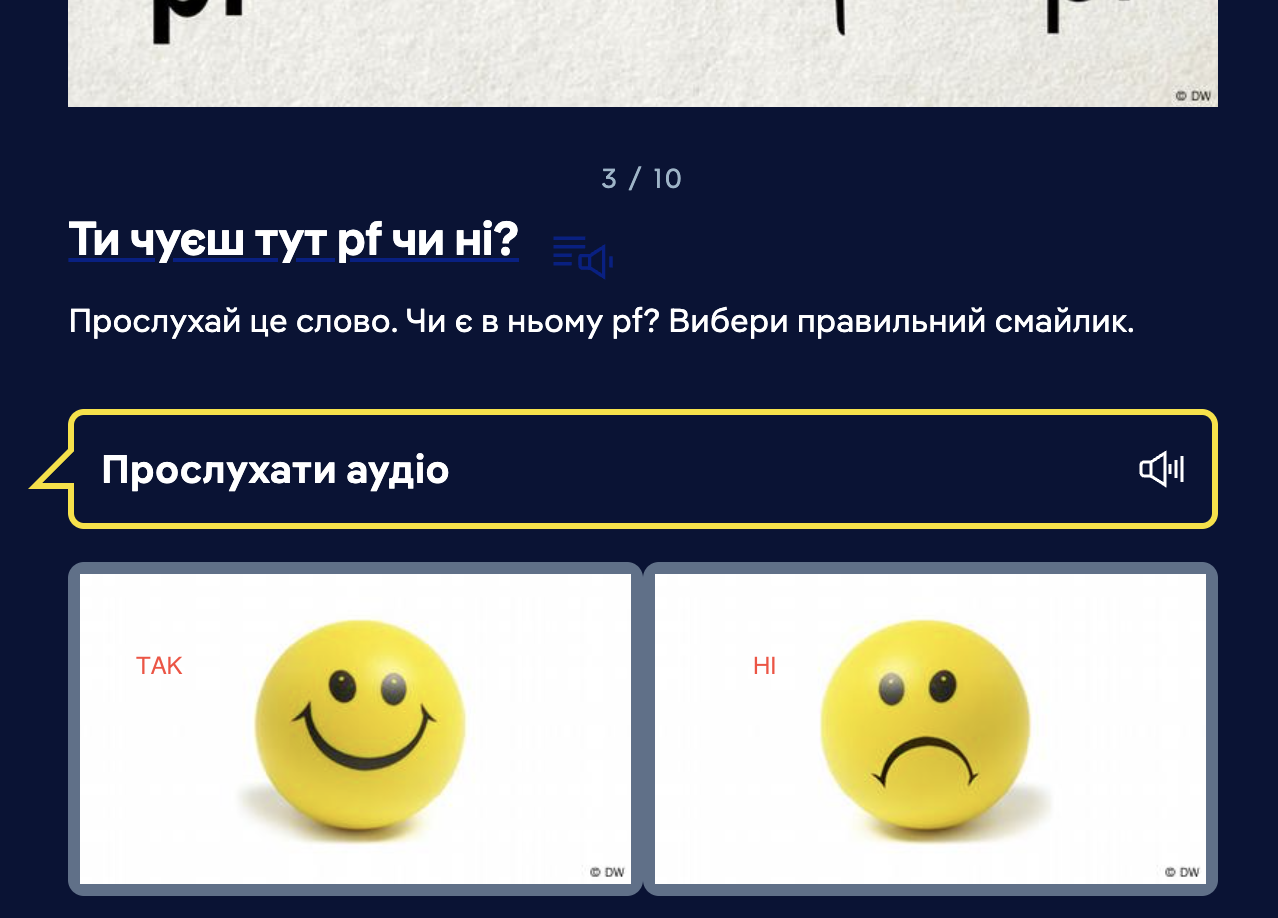 pf
© DW
3 / 10
Ти чуєш тут pf чи ні?
Прослухай це слово. Чи є в ньому pf? Вибери правильний смайлик.
Прослухати аудіо
ТАК
НІ
© DW
© DW